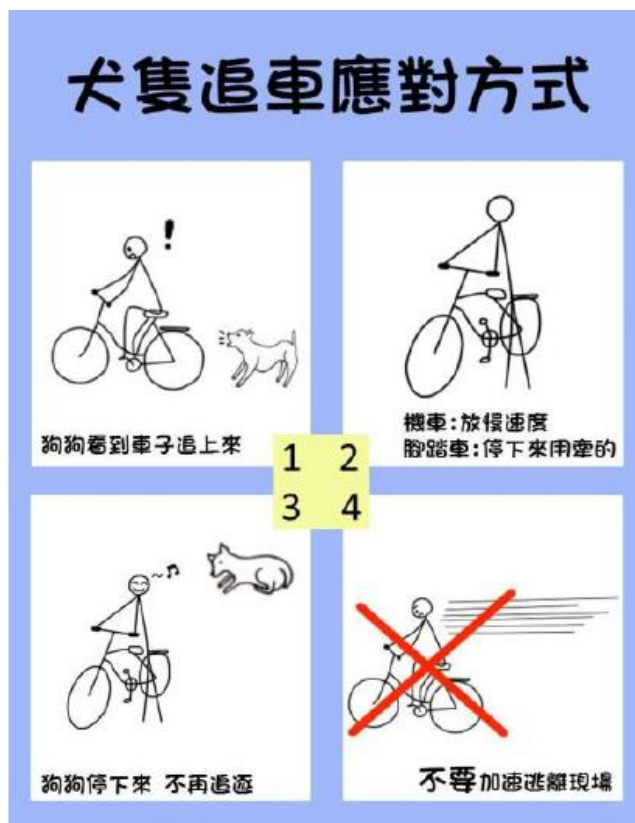 犬隻追車應對方式
狗狗看到車子追上來
機車:放慢速度
腳踏車:停下來用牽的
1 2
3 4
狗狗停下來 不再追逐
不要加速逃離現場